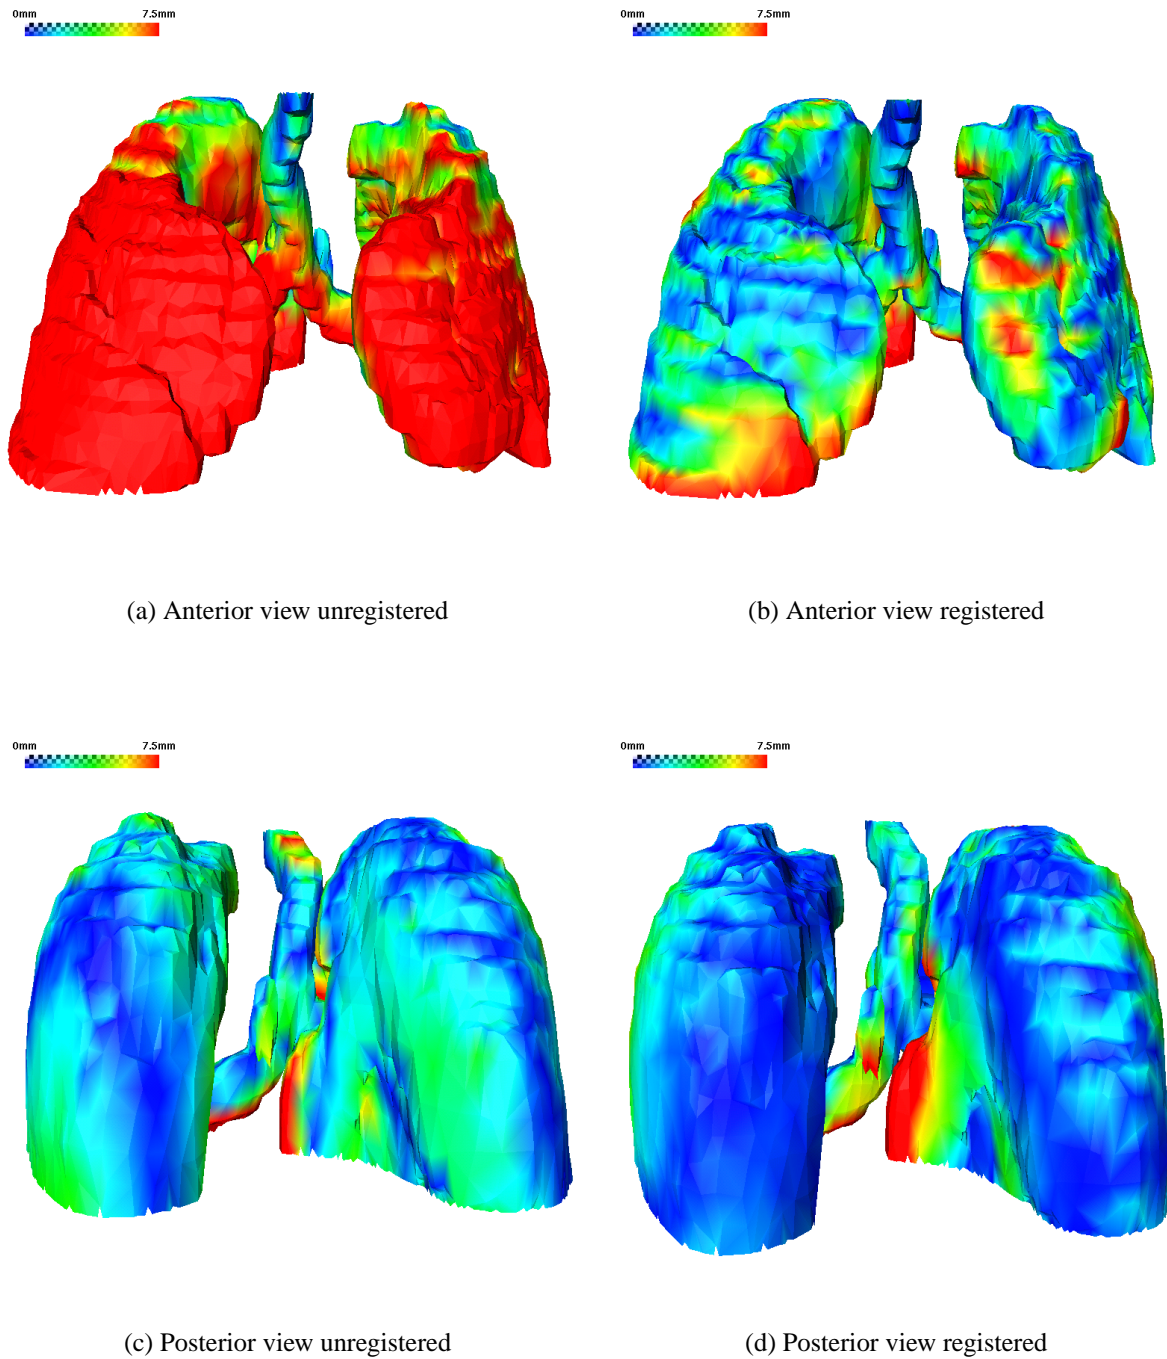 0mm 7.5mm
0mm 7.5mm
(a) Anterior view unregistered
(b) Anterior view registered
0mm 7.5mm
0mm 7.5mm
(c) Posterior view unregistered
(d) Posterior view registered